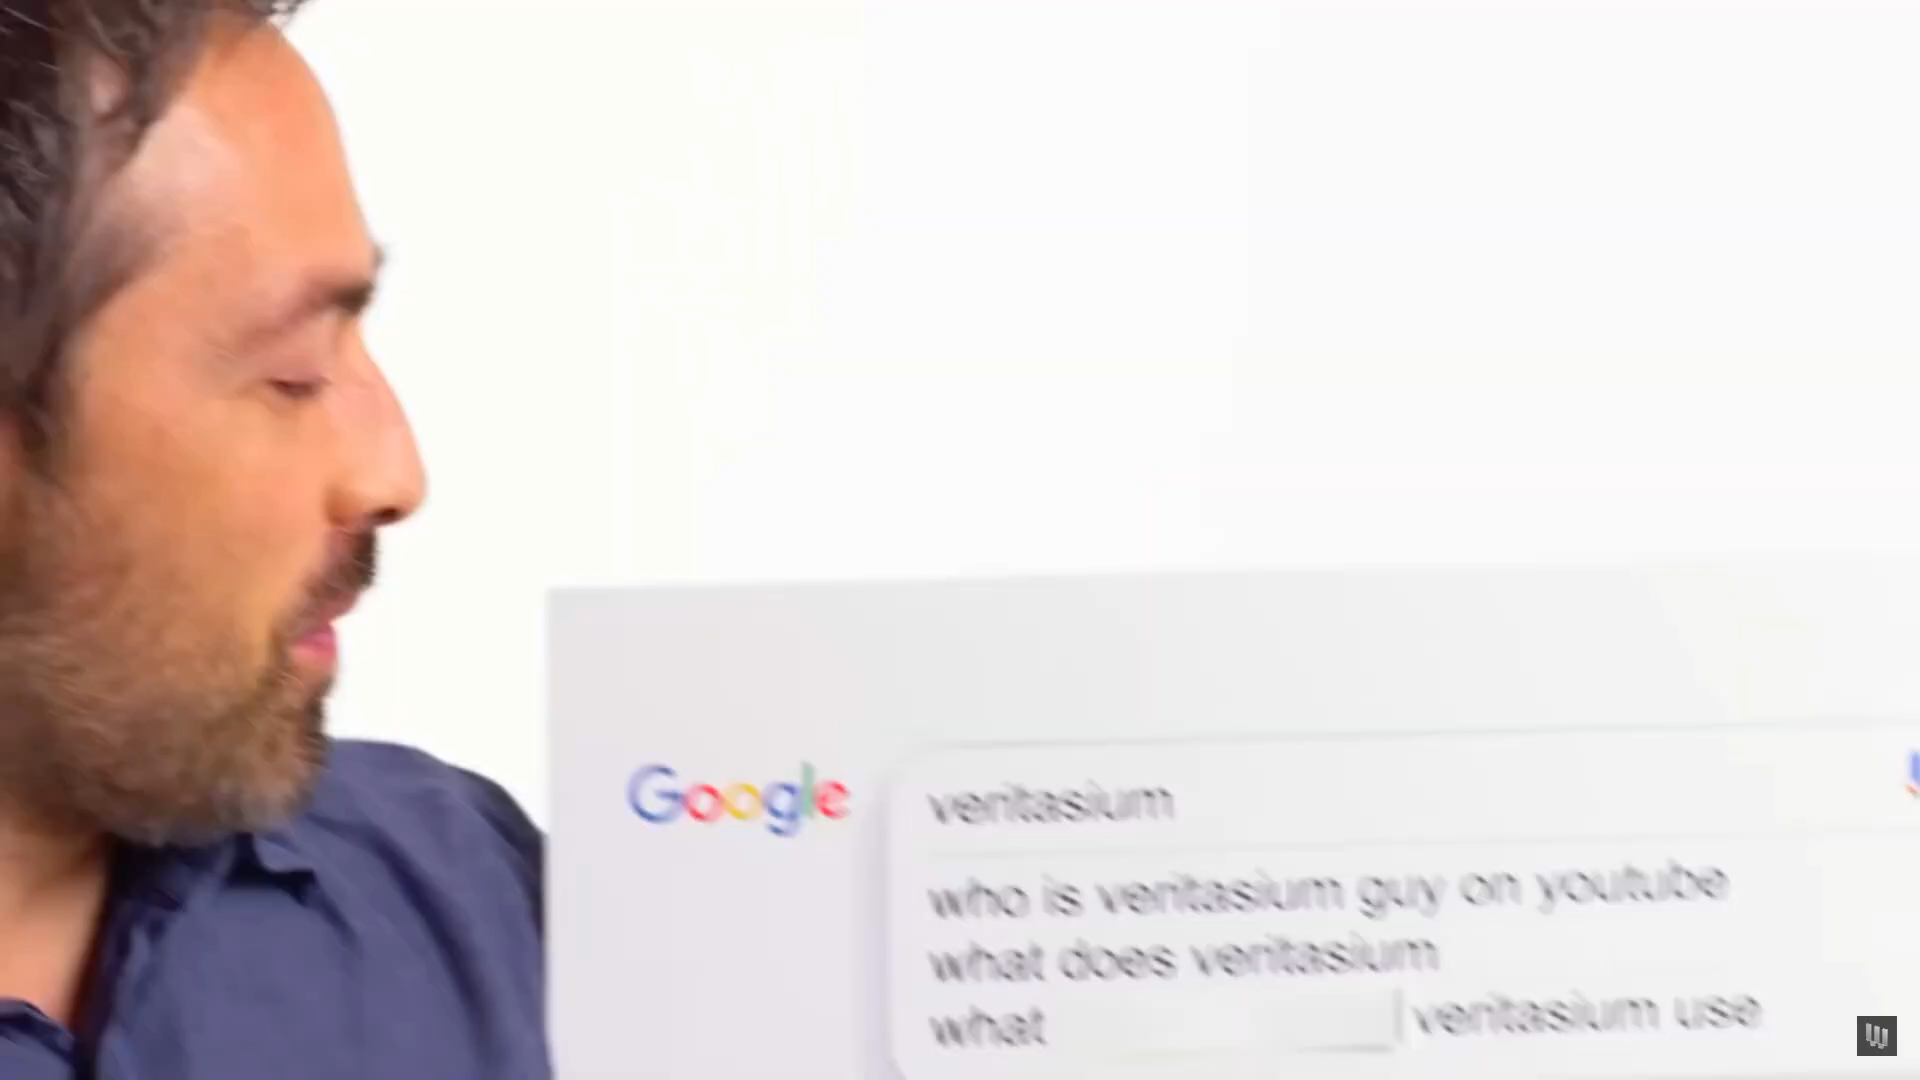 Google
veritasium
who is veritasium guy on youtube
what does veritasium
what veritasium use
W